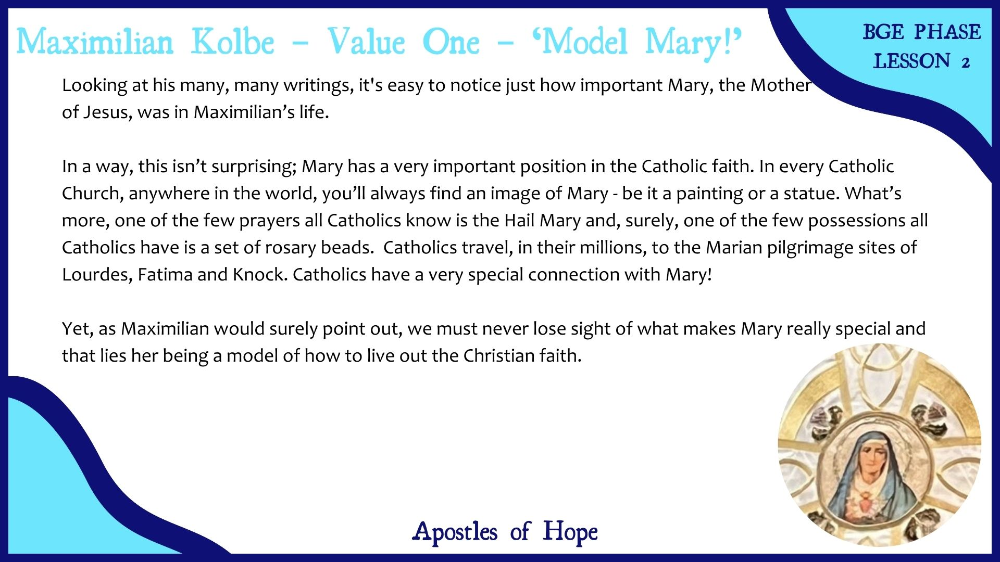 Maximilian Kolbe – Value One – ‘Model Mary!’
BGE PHASE
LESSON 2
Looking at his many, many writings, it's easy to notice just how important Mary, the Mother
of Jesus, was in Maximilian’s life.
In a way, this isn’t surprising; Mary has a very important position in the Catholic faith. In every Catholic
Church, anywhere in the world, you’ll always find an image of Mary - be it a painting or a statue. What’s
more, one of the few prayers all Catholics know is the Hail Mary and, surely, one of the few possessions all
Catholics have is a set of rosary beads.  Catholics travel, in their millions, to the Marian pilgrimage sites of
Lourdes, Fatima and Knock. Catholics have a very special connection with Mary!
Yet, as Maximilian would surely point out, we must never lose sight of what makes Mary really special and
that lies her being a model of how to live out the Christian faith.
Apostles of Hope